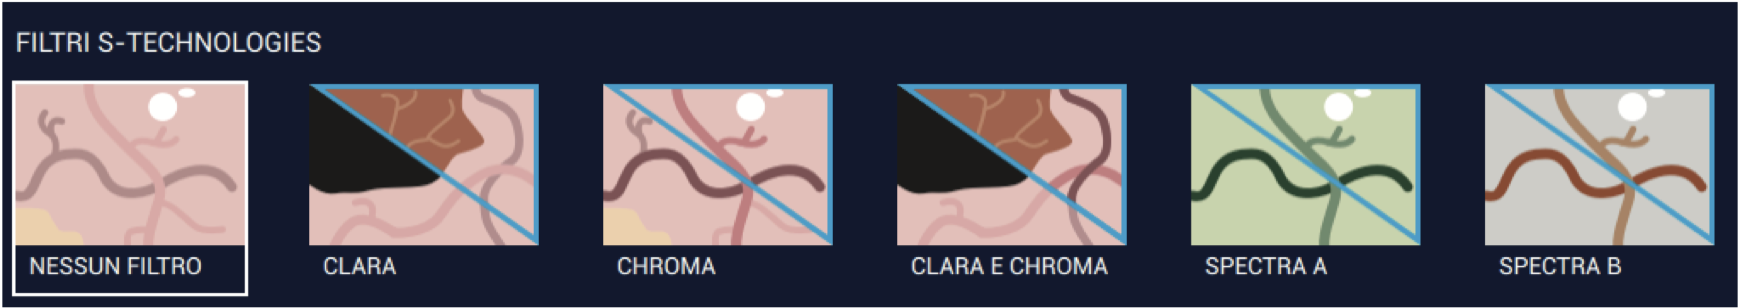 FILTRI S-TECHNOLOGIES
NESSUN FILTRO
CLARA
CHROMA
CLARA E CHROMA
SPECTRA A
SPECTRA B